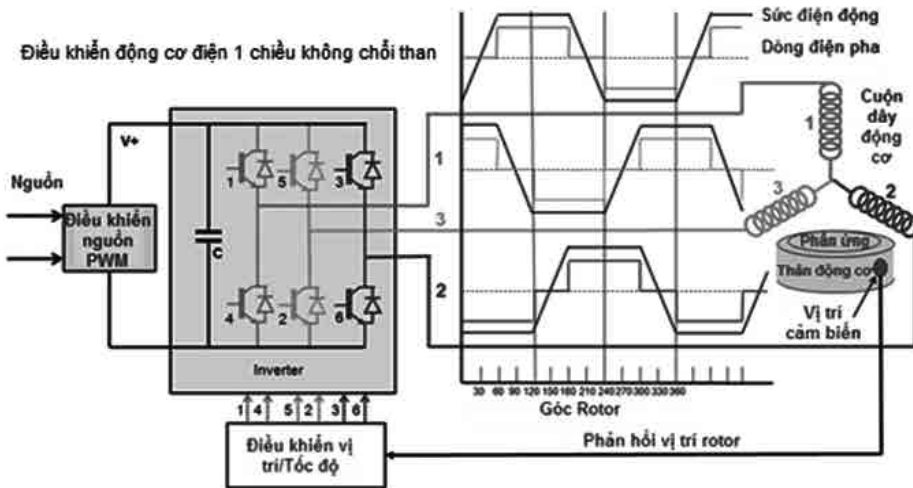 Điều khiển động cơ điện 1 chiều không chổi than
Sức điện động
Dòng điện pha
Cuộn
dây
động
cơ
1
2
3
V+
Nguồn
Điều khiển
nguồn
PWM
C
1
5
3
4
2
6
Inverter
1
3
2
Phần ứng
Thân động cơ
Vị trí
cảm biến
30 60 90 120 150 180 210 240 270 300 330 360
Góc Rotor
1 4 5 2 3 6
Điều khiển vị
trí/Tốc độ
Phản hồi vị trí rotor